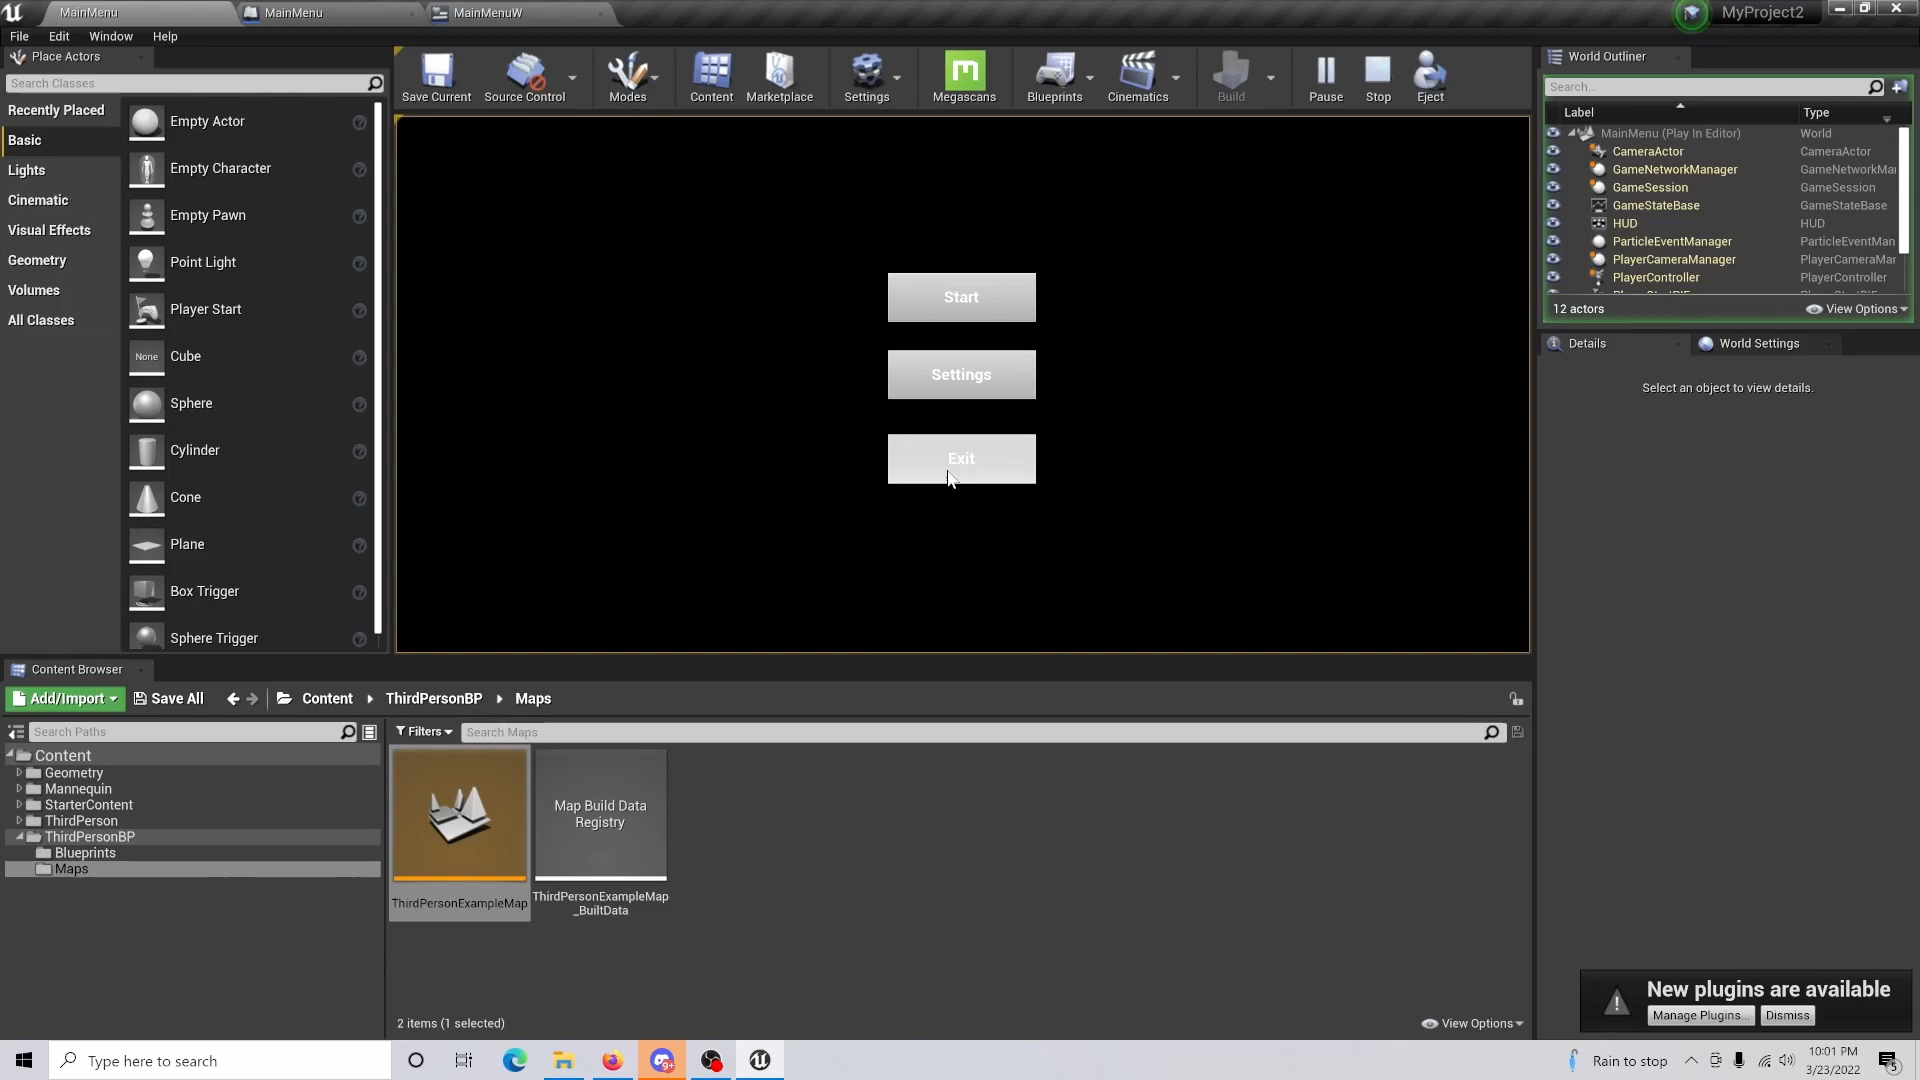 MainMenu
MainMenu
MainMenuW
MyProject2
File
Edit
Window
Help
Place Actors
Search Classes
Recently Placed
Basic
Lights
Cinematic
Visual Effects
Geometry
Volumes
All Classes
Empty Actor
Empty Character
Empty Pawn
Point Light
Player Start
None
Cube
Sphere
Cylinder
Cone
Plane
Box Trigger
Sphere Trigger
Save Current
Source Control
Modes
Content
Marketplace
Settings
Megascans
Blueprints
Cinematics
Build
Pause
Stop
Eject
Start
Settings
Exit
World Outliner
Search...
Label
Type
MainMenu (Play In Editor)
World
CameraActor
CameraActor
GameNetworkManager
GameNetworkMa
GameSession
GameSession
GameStateBase
GameStateBase
HUD
HUD
ParticleEventManager
ParticleEventMan
PlayerCameraManager
PlayerCameraMar
PlayerController
PlayerController
12 actors
View Options
Details
World Settings
Select an object to view details.
Content Browser
Add/Import
Save All
Content
ThirdPersonBP
Maps
Search Paths
Filters
Search Maps
Content
Geometry
Mannequin
StarterContent
ThirdPerson
ThirdPersonBP
Blueprints
Maps
ThirdPersonExampleMap
Map Build Data
Registry
ThirdPersonExampleMap
_BuiltData
2 items (1 selected)
View Options
New plugins are available
Manage Plugins...
Dismiss
Type here to search
9+
Rain to stop
10:01 PM
3/23/2022
5